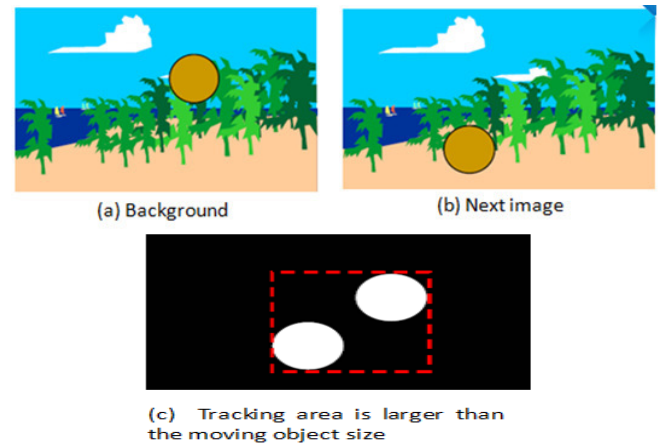 (a) Background
(b) Next image
(c) Tracking area is larger than
the moving object size